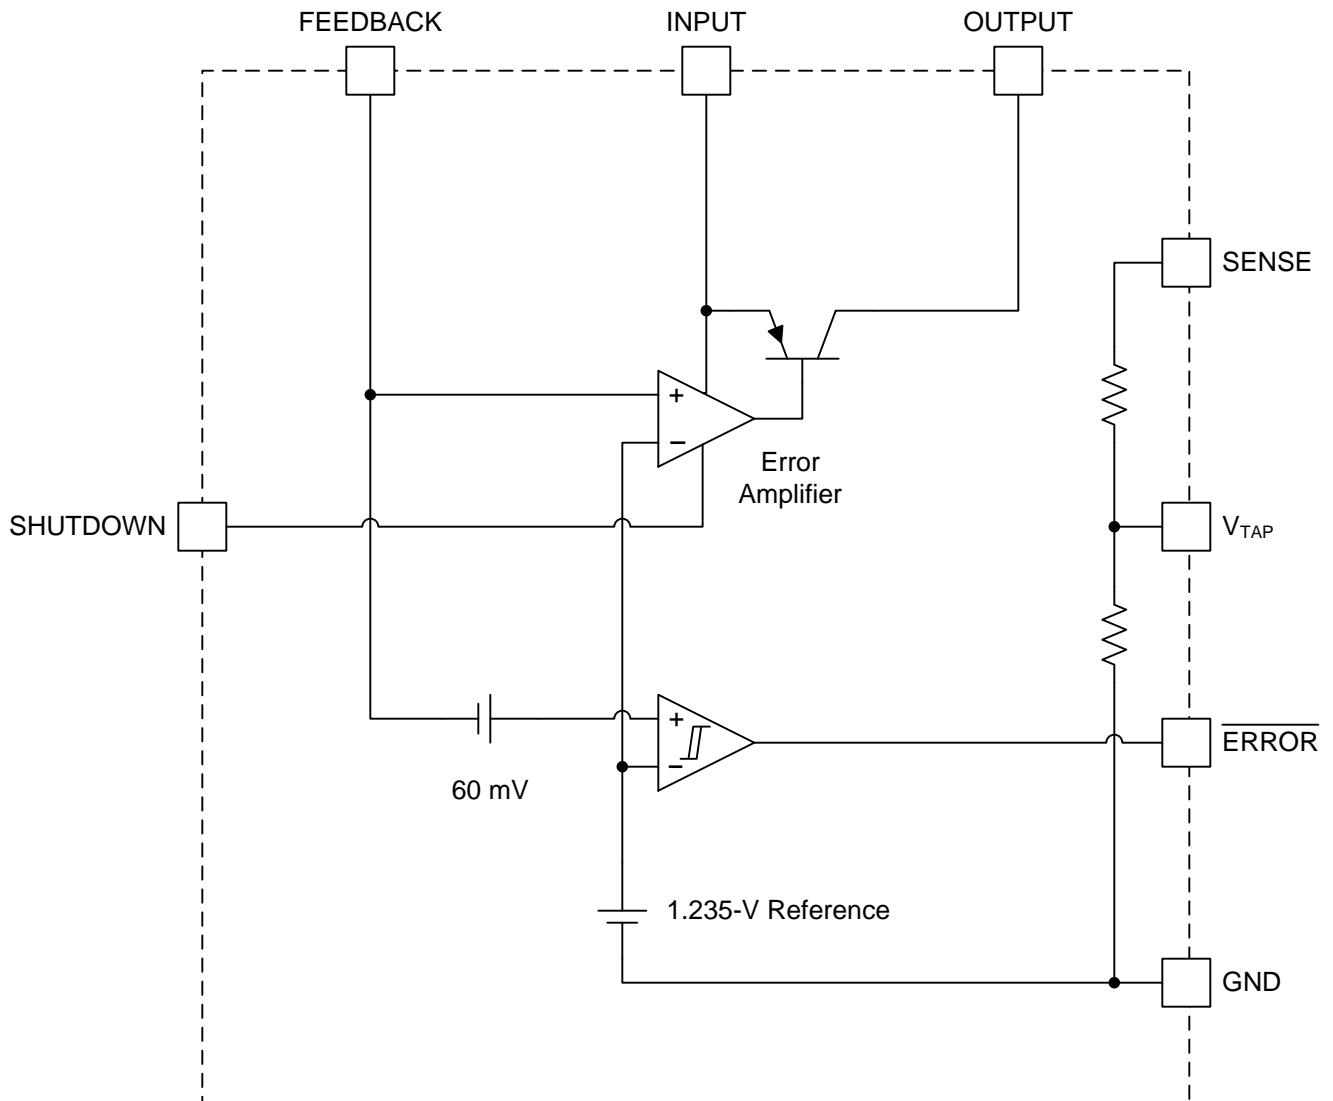 FEEDBACK
INPUT
OUTPUT
SENSE
+
−
Error
Amplifier
SHUTDOWN
VTAP
+
−
ERROR
60 mV
1.235-V Reference
GND